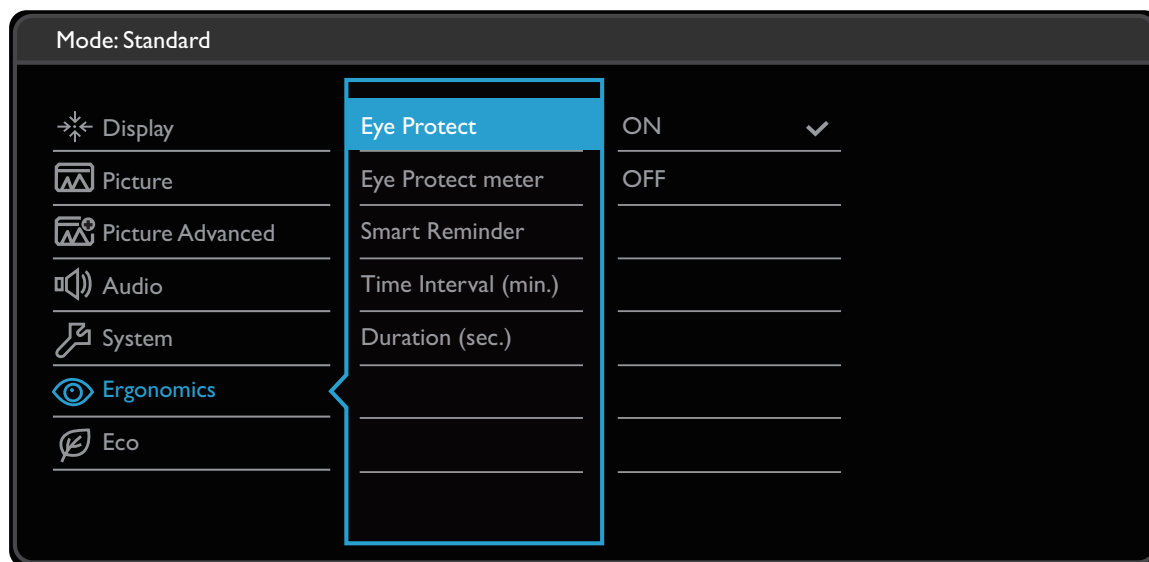 Mode: Standard
Display
Picture
Picture Advanced
Audio
System
Ergonomics
Eco
Eye Protect
Eye Protect meter
Smart Reminder
Time Interval (min.)
Duration (sec.)
ON
OFF